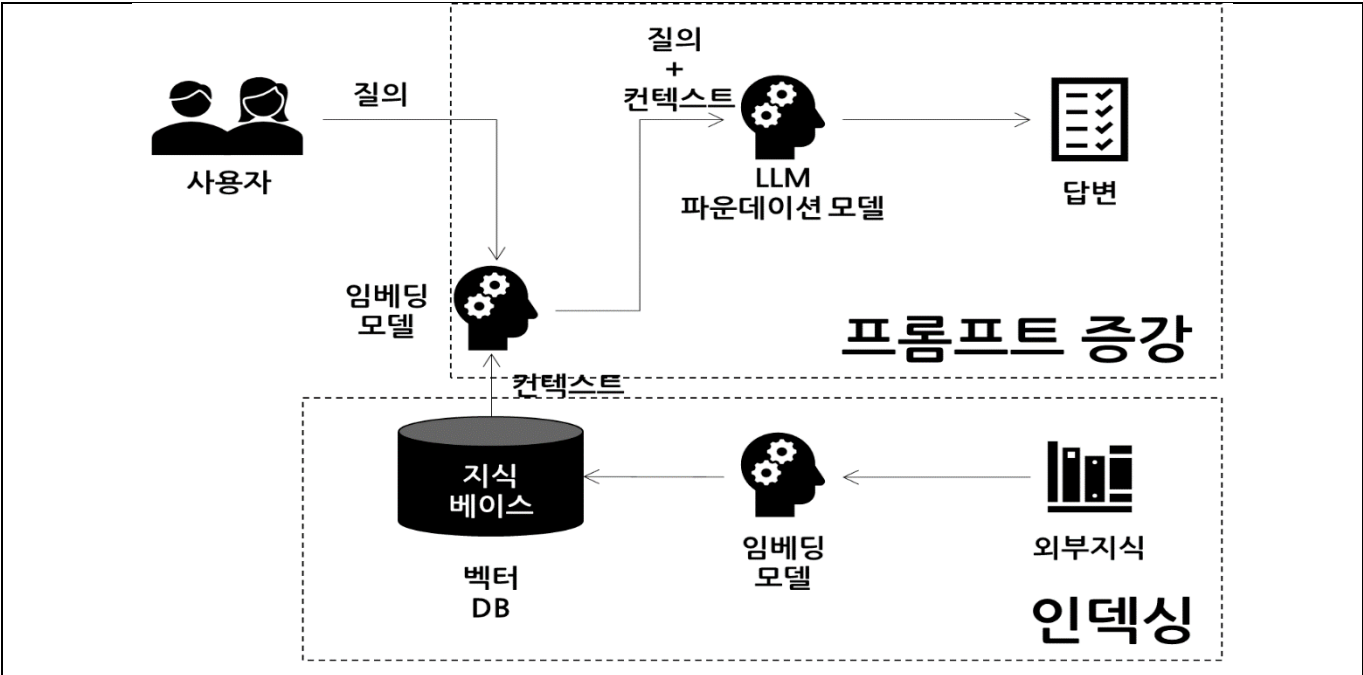 질의
+
컨텍스트
질의
사용자
LLM
파운데이션 모델
답변
임베딩
모델
프롬프트 증강
컨텍스트
지식
베이스
벡터
DB
임베딩
모델
외부지식
인덱싱